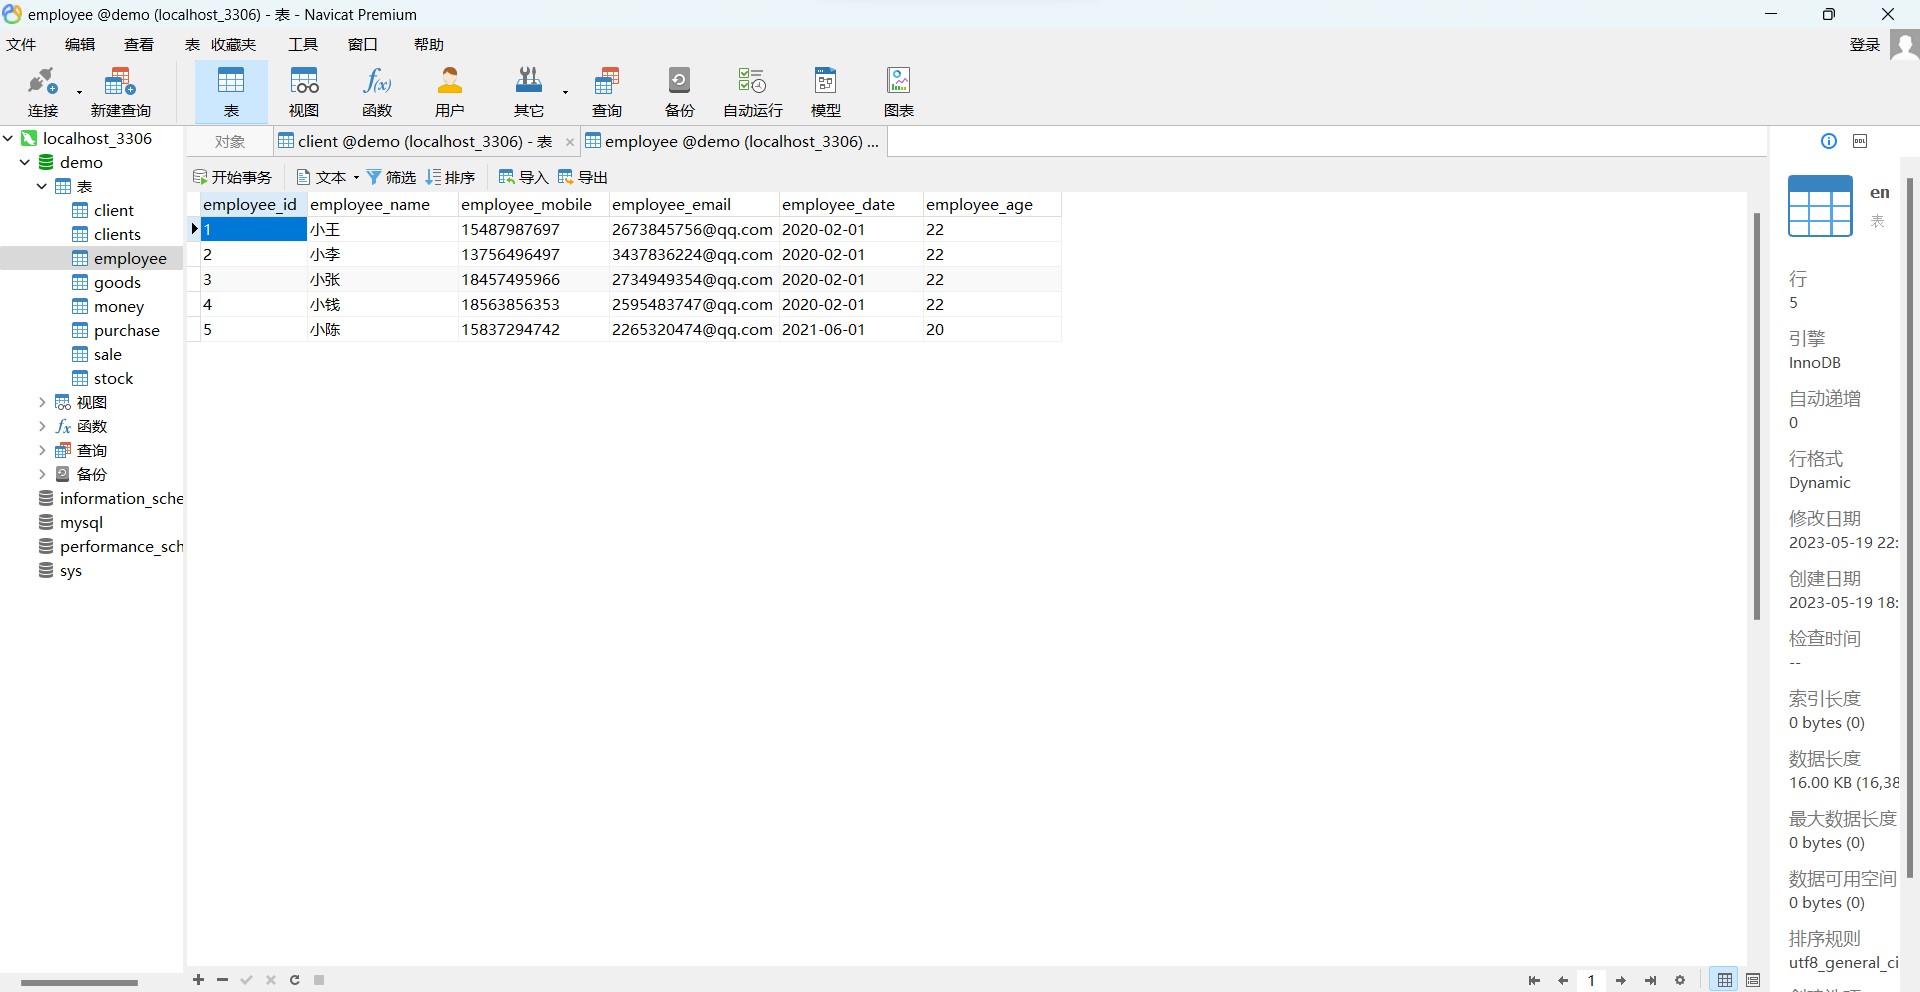 employee @demo (localhost_3306) - 表 - Navicat Premium
文件 编辑 查看 表 收藏夹 工具 窗口 帮助 登录
连接 新建查询 表 视图 函数 用户 其它 查询 备份 自动运行 模型 图表
localhost_3306
demo
表
client
clients
employee
goods
money
purchase
sale
stock
视图
函数
查询
备份
information_sche
mysql
performance_sch
sys
对象 client @demo (localhost_3306) - 表 employee @demo (localhost_3306) ...
开始事务 文本 筛选 排序 导入 导出
employee_id employee_name employee_mobile employee_email employee_date employee_age
1 小王 15487987697 2673845756@qq.com 2020-02-01 22
2 小李 13756496497 3437836224@qq.com 2020-02-01 22
3 小张 18457495966 2734949354@qq.com 2020-02-01 22
4 小钱 18563856353 2595483747@qq.com 2020-02-01 22
5 小陈 15837294742 2265320474@qq.com 2021-06-01 20
1
DDL
en
表
行
5
引擎
InnoDB
自动递增
0
行格式
Dynamic
修改日期
2023-05-19 22:
创建日期
2023-05-19 18:
检查时间
--
索引长度
0 bytes (0)
数据长度
16.00 KB (16,38
最大数据长度
0 bytes (0)
数据可用空间
0 bytes (0)
排序规则
utf8_general_ci